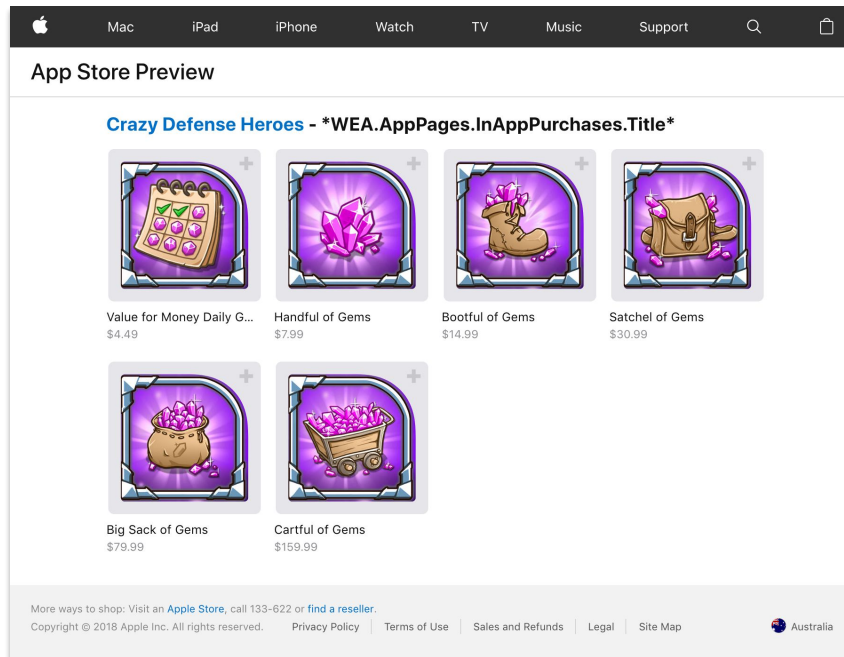 Mac iPad iPhone Watch TV Music Support
App Store Preview
Crazy Defense Heroes - *WEA.AppPages.InAppPurchases.Title*
Value for Money Daily G... Handful of Gems Bootful of Gems Satchel of Gems
$4.49 $7.99 $14.99 $30.99
Big Sack of Gems Cartful of Gems
$79.99 $159.99
More ways to shop: Visit an Apple Store, call 133-622 or find a reseller.
Copyright © 2018 Apple Inc. All rights reserved. Privacy Policy Terms of Use Sales and Refunds Legal Site Map Australia